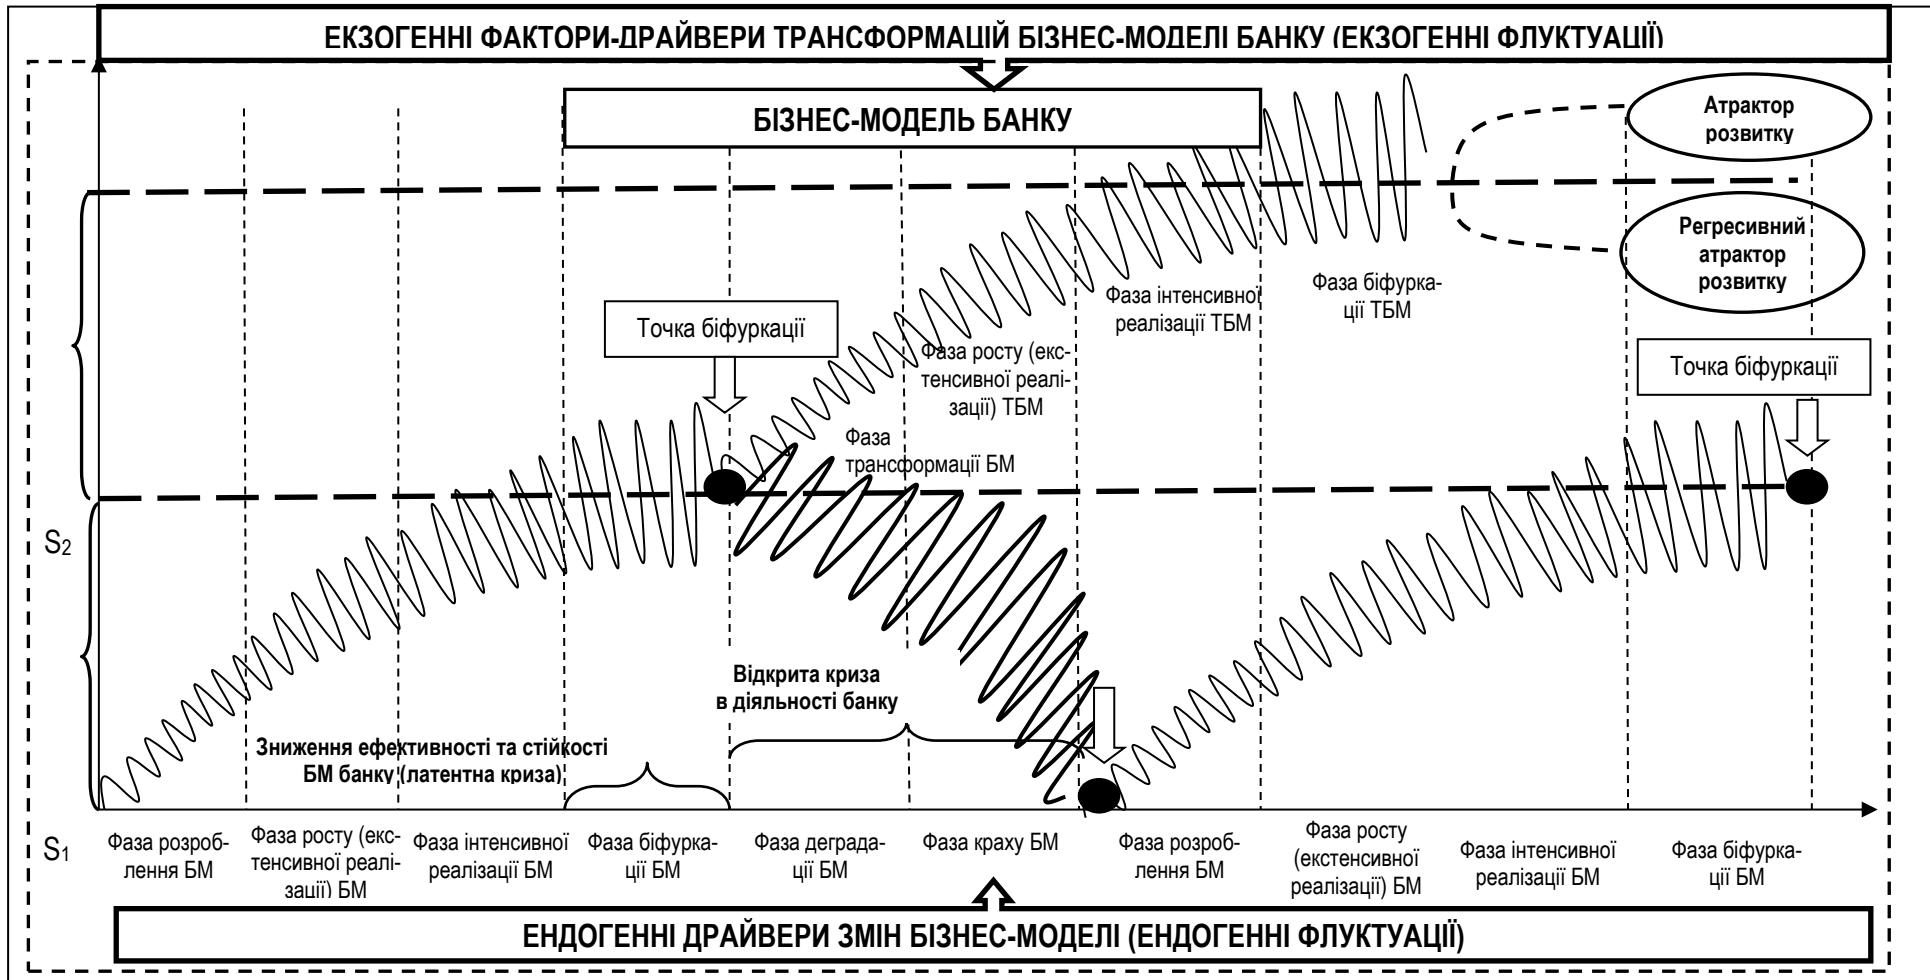 ЕКЗОГЕННІ ФАКТОРИ-ДРАЙВЕРИ ТРАНСФОРМАЦІЙ БІЗНЕС-МОДЕЛІ БАНКУ (ЕКЗОГЕННІ ФЛУКТУАЦІЇ)
БІЗНЕС-МОДЕЛЬ БАНКУ
Атрактор
розвитку
Регресивний
атрактор
розвитку
Фаза інтенсивної
реалізації ТБМ
Фаза біфурка-
ції ТБМ
Точка біфуркації
Фаза росту (екс-
тенсивної реалі-
зації) ТБМ
Точка біфуркації
Фаза
трансформації БМ
S2
Відкрита криза
в діяльності банку
Зниження ефективності та стійкості
БМ банку (латентна криза)
S1
Фаза розроб-
лення БМ
Фаза росту (екс-
тенсивної реалі-
зації) БМ
Фаза інтенсивної
реалізації БМ
Фаза біфурка-
ції БМ
Фаза деграда-
ції БМ
Фаза краху БМ
Фаза розроб-
лення БМ
Фаза росту
(екстенсивної
реалізації) БМ
Фаза інтенсивної
реалізації БМ
Фаза біфурка-
ції БМ
ЕНДОГЕННІ ДРАЙВЕРИ ЗМІН БІЗНЕС-МОДЕЛІ (ЕНДОГЕННІ ФЛУКТУАЦІЇ)